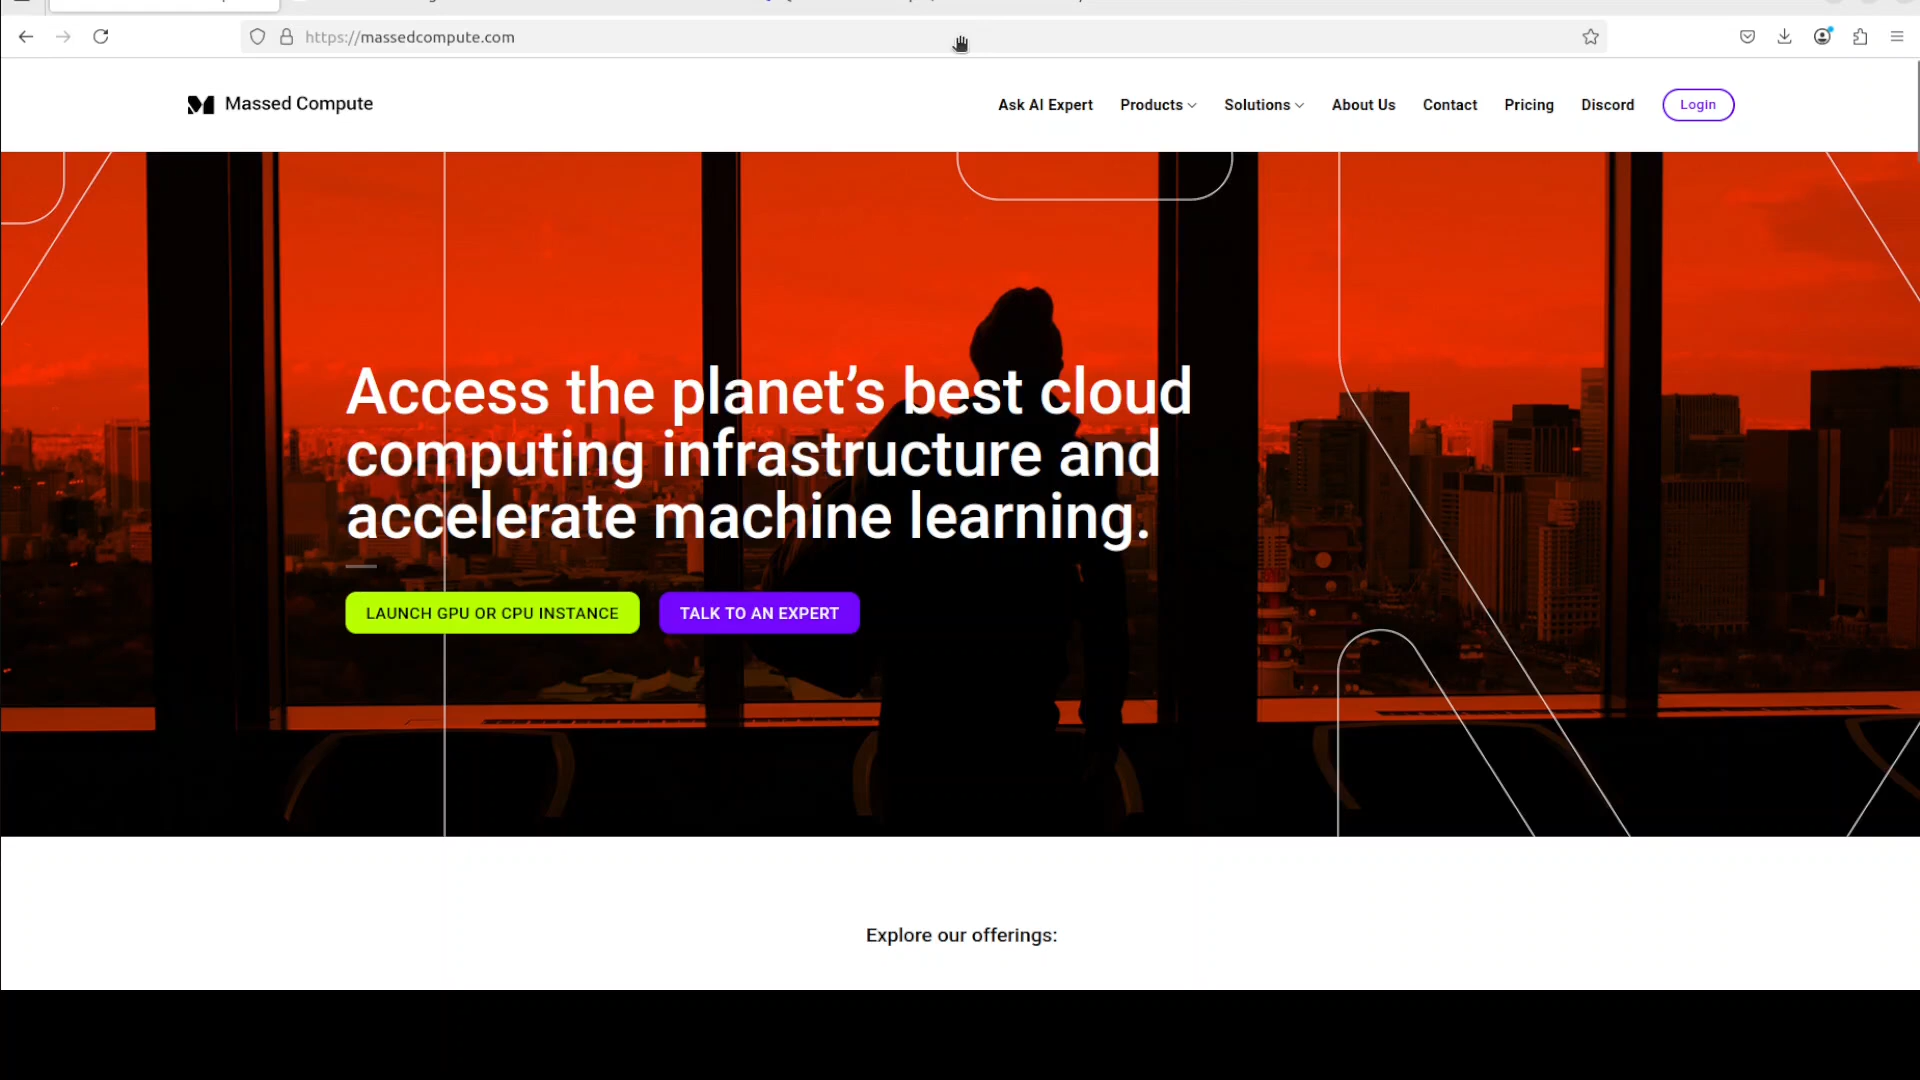 https://massedcompute.com
Massed Compute
Ask AI Expert
Products
Solutions
About Us
Contact
Pricing
Discord
Login
Access the planet’s best cloud
computing infrastructure and
accelerate machine learning.
LAUNCH GPU OR CPU INSTANCE
TALK TO AN EXPERT
Explore our offerings: